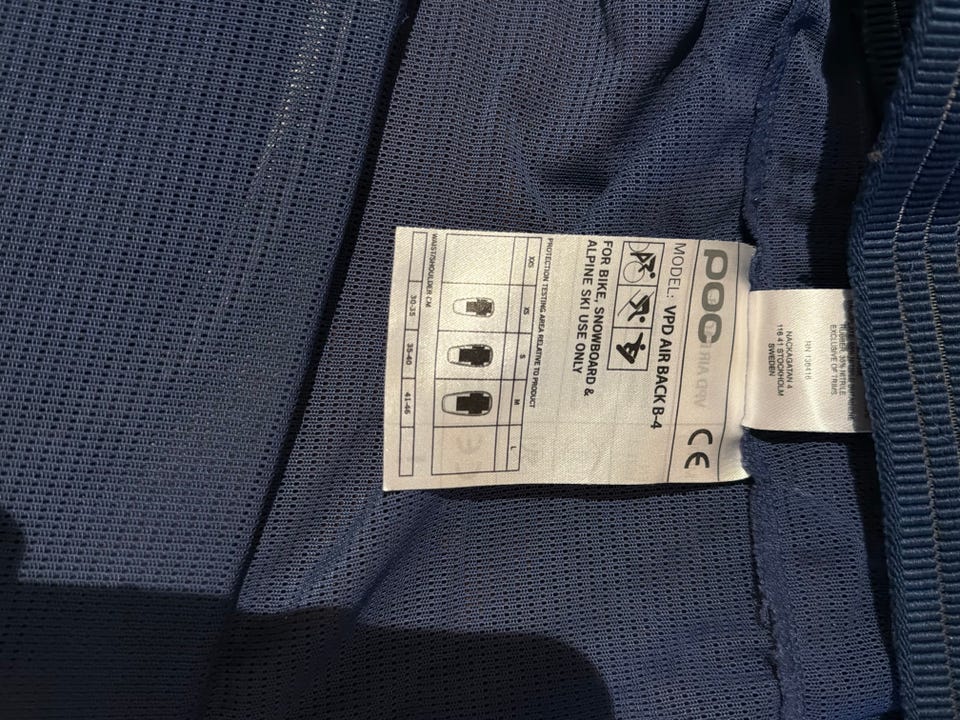 POC
CE
MODEL: VPD AIR BACK B-4
FOR BIKE, SNOWBOARD &
ALPINE SKI USE ONLY
PROTECTION TESTING AREA RELATIVE TO PRODUCT
XXS XS S M L
WAIST/SHOULDER CM
30-35 35-40 41-46
EXCLUSIVE OF TRIMS
RN 136416
NACKAGATAN 4
116 41 STOCKHOLM
SWEDEN